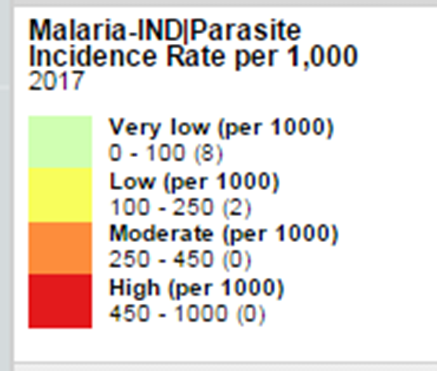 Malaria-IND|Parasite
Incidence Rate per 1,000
2017
Very low (per 1000)
0 - 100 (8)
Low (per 1000)
100 - 250 (2)
Moderate (per 1000)
250 - 450 (0)
High (per 1000)
450 - 1000 (0)